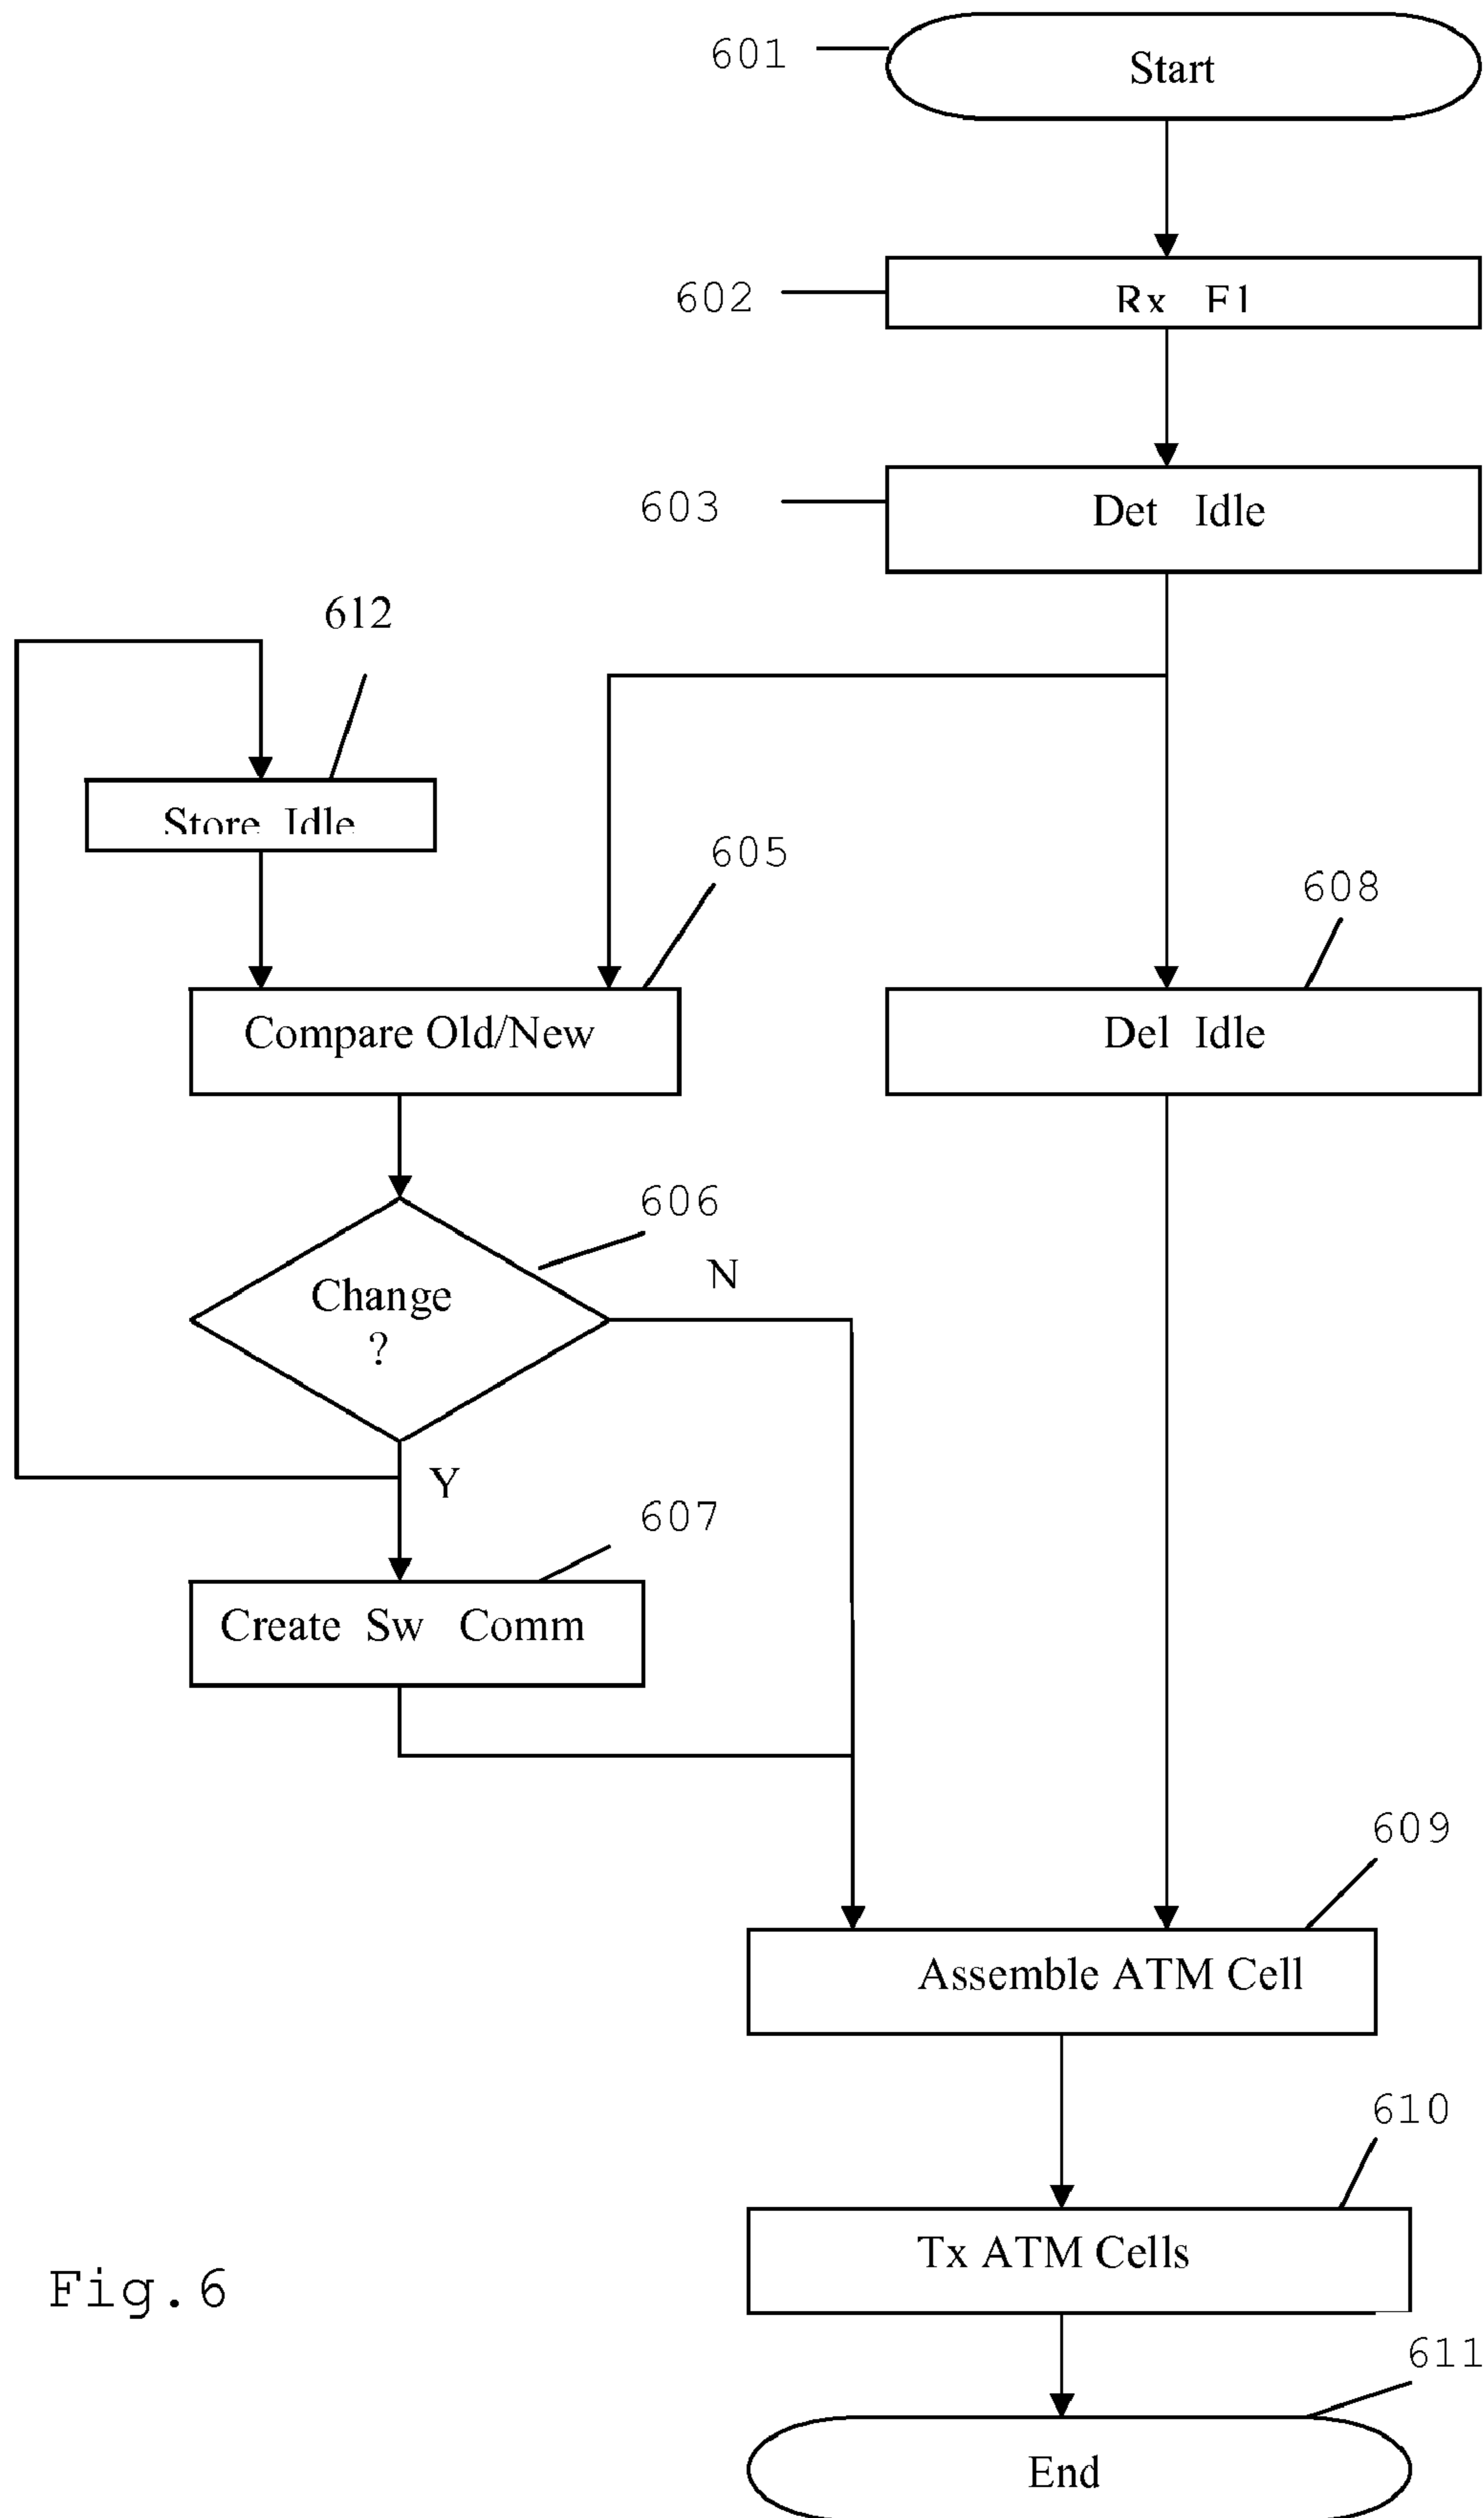 601
Start
602
Rx E1
603
Det Idle
612
Store Idle
605
608
Compare Old/New
Del Idle
606
N
Change
?
Y
607
Create Sw Comm
609
Assemble ATM Cell
610
Tx ATM Cells
Fig.6
611
End